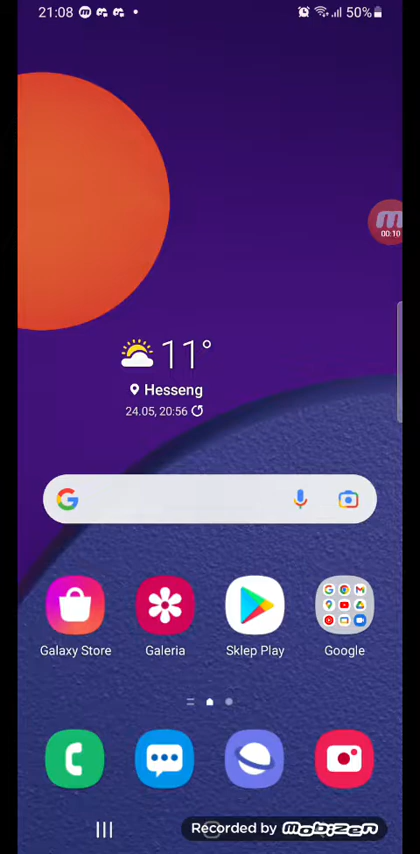 21:08
50%
00:10
11°
Hesseng
24.05, 20:56
Galaxy Store
Galeria
Sklep Play
Google
Recorded by mobizen